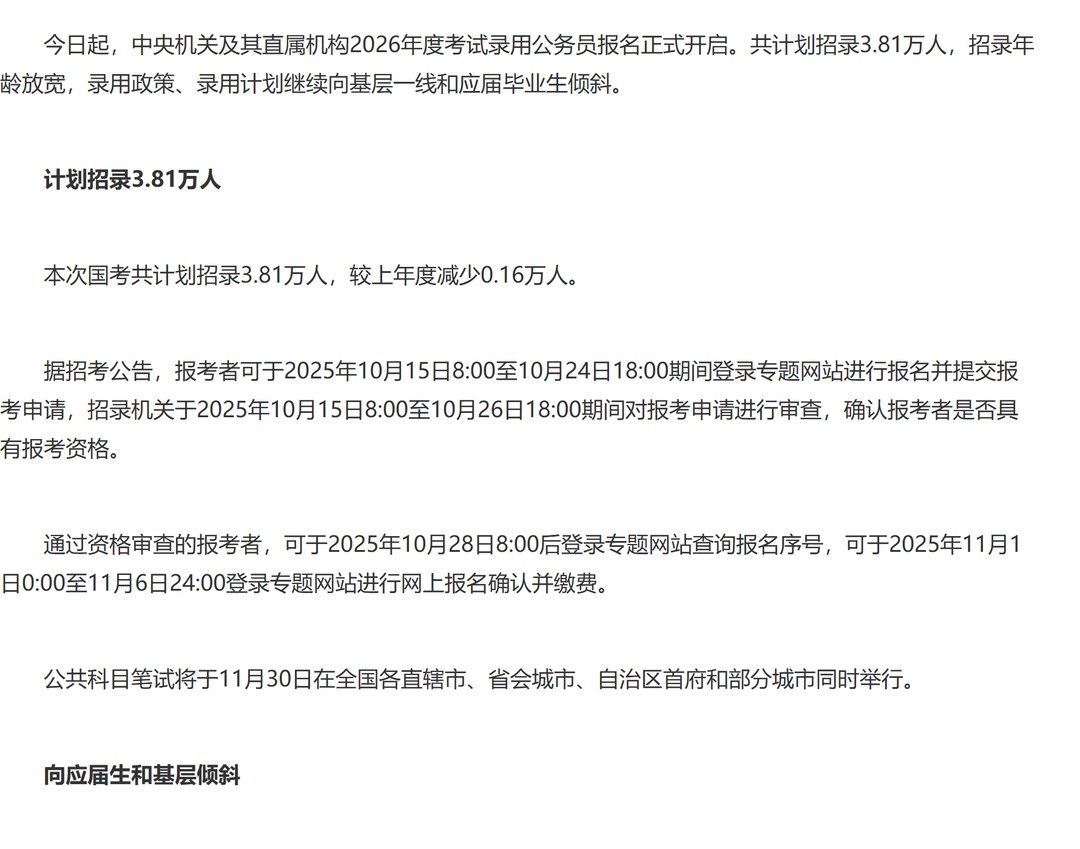 今日起，中央机关及其直属机构2026年度考试录用公务员报名正式开启。共计划招录3.81万人，招录年
龄放宽，录用政策、录用计划继续向基层一线和应届毕业生倾斜。
计划招录3.81万人
本次国考共计划招录3.81万人，较上年度减少0.16万人。
据招考公告，报考者可于2025年10月15日8:00至10月24日18:00期间登录专题网站进行报名并提交报
考申请，招录机关于2025年10月15日8:00至10月26日18:00期间对报考申请进行审查，确认报考者是否具
有报考资格。
通过资格审查的报考者，可于2025年10月28日8:00后登录专题网站查询报名序号，可于2025年11月1
日0:00至11月6日24:00登录专题网站进行网上报名确认并缴费。
公共科目笔试将于11月30日在全国各直辖市、省会城市、自治区首府和部分城市同时举行。
向应届生和基层倾斜